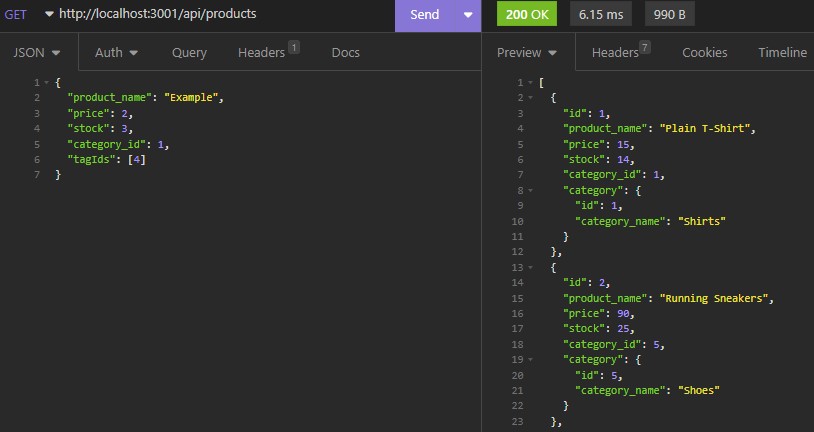 GET http://localhost:3001/api/products Send 200 OK 6.15 ms 990 B
JSON Auth Query Headers 1 Docs Preview Headers 7 Cookies Timeline
1 {
2 "product_name": "Example",
3 "price": 2,
4 "stock": 3,
5 "category_id": 1,
6 "tagIds": [4]
7 }
1 [
2 {
3 "id": 1,
4 "product_name": "Plain T-Shirt",
5 "price": 15,
6 "stock": 14,
7 "category_id": 1,
8 "category": {
9 "id": 1,
10 "category_name": "Shirts"
11 }
12 },
13 {
14 "id": 2,
15 "product_name": "Running Sneakers",
16 "price": 90,
17 "stock": 25,
18 "category_id": 5,
19 "category": {
20 "id": 5,
21 "category_name": "Shoes"
22 }
23 },